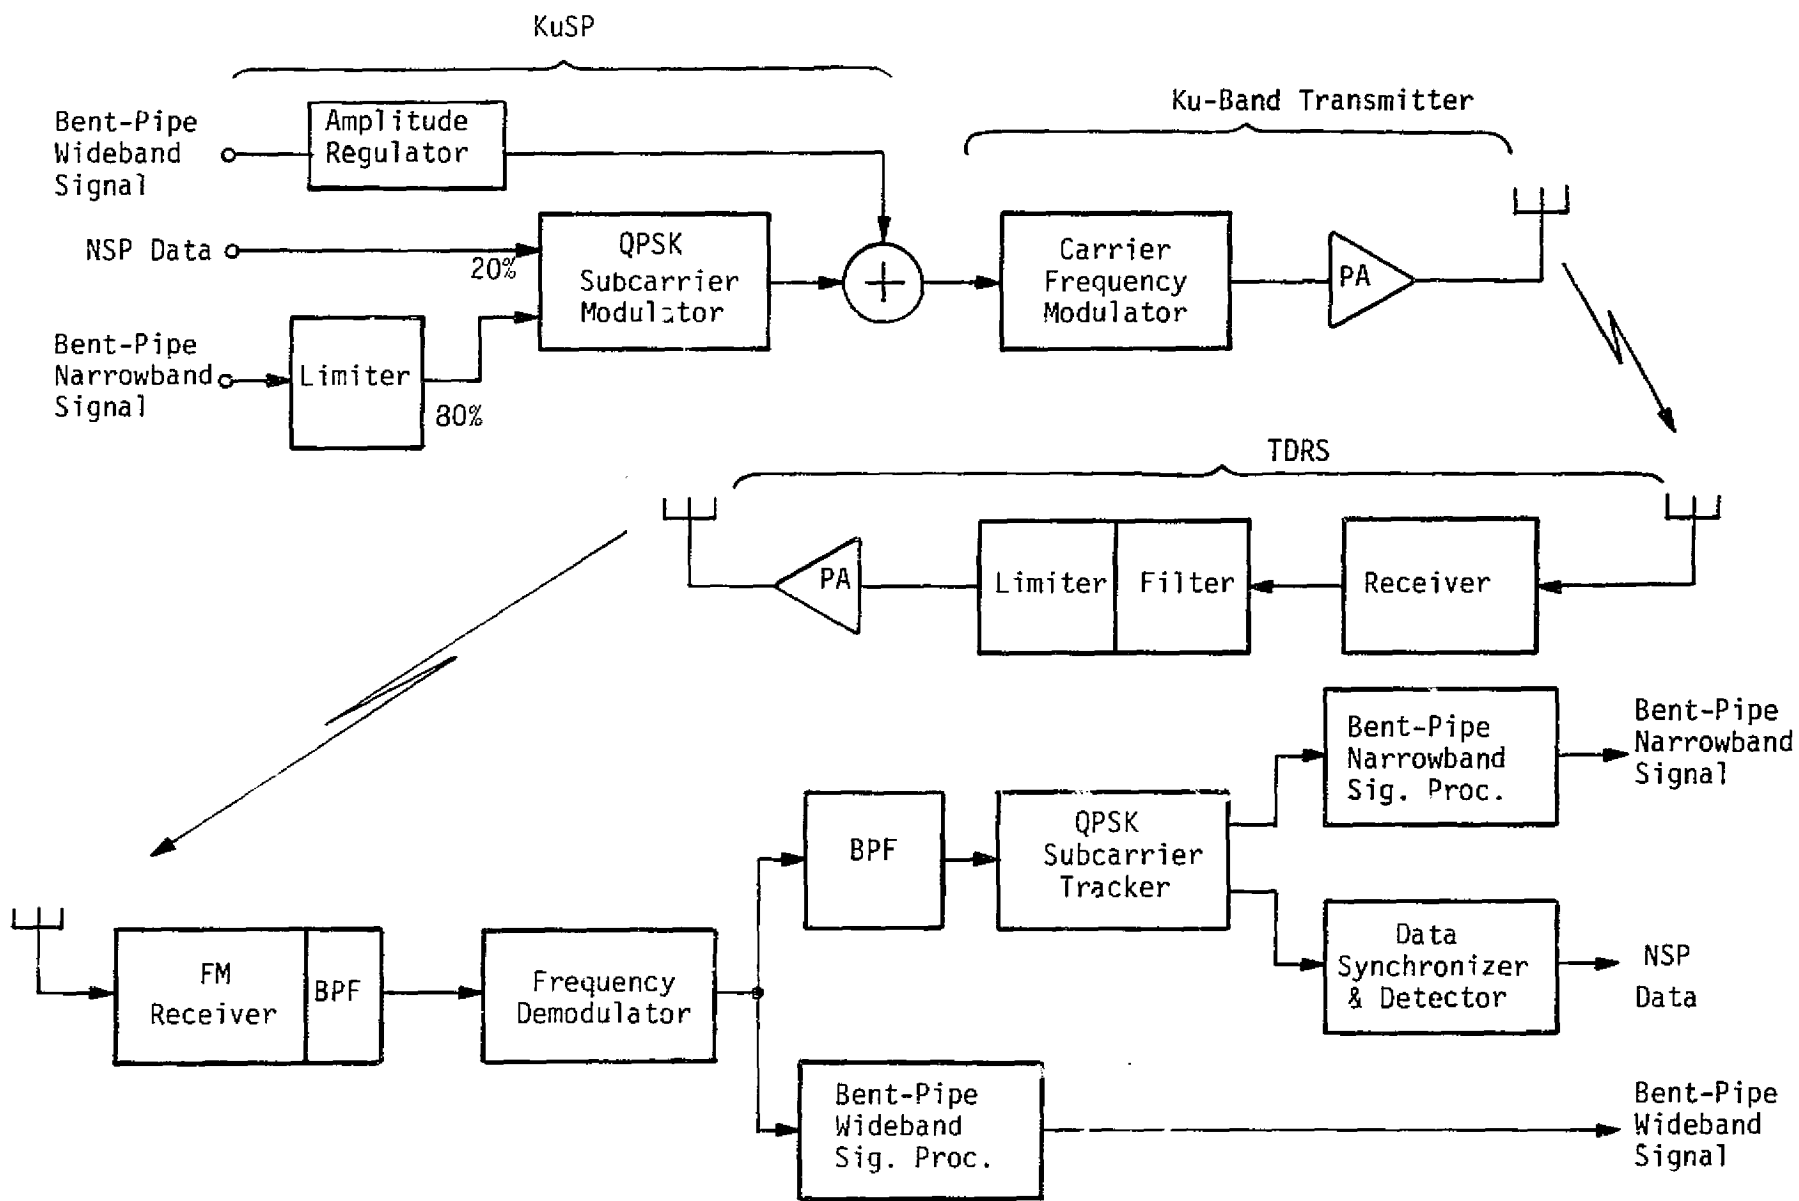 KuSP
Ku-Band Transmitter
Bent-Pipe
Wideband
Signal
Amplitude
Regulator
NSP Data
20%
QPSK
Subcarrier
Modulator
Bent-Pipe
Narrowband
Signal
Limiter
80%
+
Carrier
Frequency
Modulator
PA
TDRS
PA
Limiter
Filter
Receiver
FM
Receiver
BPF
Frequency
Demodulator
BPF
QPSK
Subcarrier
Tracker
Bent-Pipe
Narrowband
Sig. Proc.
Bent-Pipe
Narrowband
Signal
Data
Synchronizer
& Detector
NSP
Data
Bent-Pipe
Wideband
Sig. Proc.
Bent-Pipe
Wideband
Signal